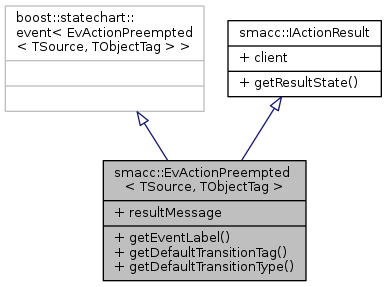 boost::statechart::
event< EvActionPreempted
< TSource, TObjectTag > >
smacc::IActionResult
+ client
+ getResultState()
smacc::EvActionPreempted
< TSource, TObjectTag >
+ resultMessage
+ getEventLabel()
+ getDefaultTransitionTag()
+ getDefaultTransitionType()